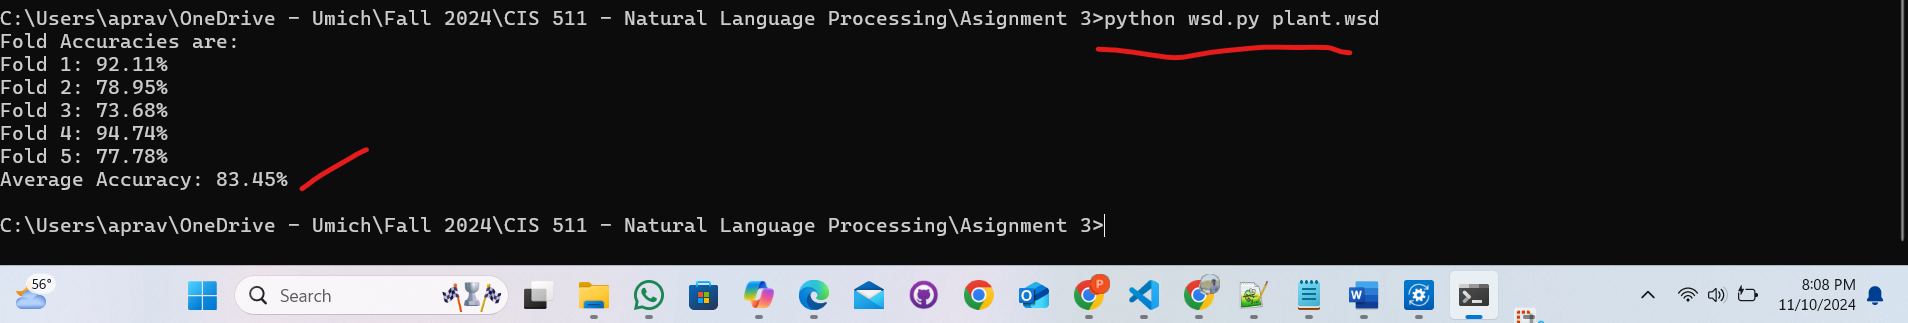 C:\Users\aprav\OneDrive - Umich\Fall 2024\CIS 511 - Natural Language Processing\Asignment 3>python wsd.py plant.wsd
Fold Accuracies are:
Fold 1: 92.11%
Fold 2: 78.95%
Fold 3: 73.68%
Fold 4: 94.74%
Fold 5: 77.78%
Average Accuracy: 83.45%
C:\Users\aprav\OneDrive - Umich\Fall 2024\CIS 511 - Natural Language Processing\Asignment 3>
56°
Search
P
8:08 PM
11/10/2024